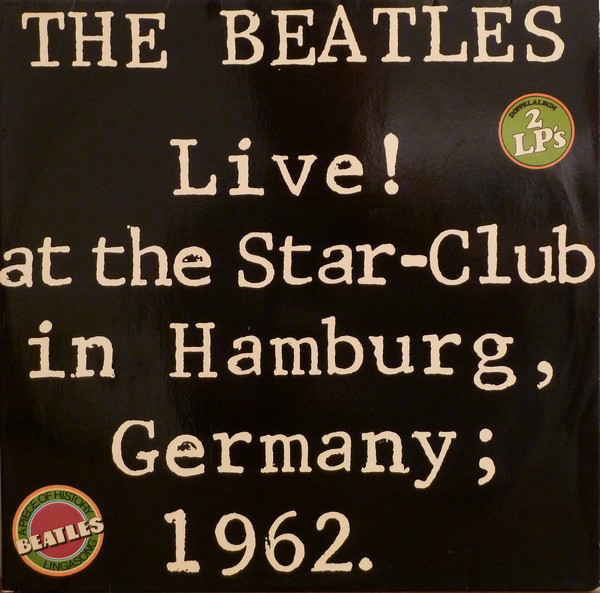 THE BEATLES
DOPPELALBUM
2
LP's
Live!
at the Star-Club
in Hamburg,
Germany;
1962.
A PIECE OF HISTORY
BEATLES
LINGASONG